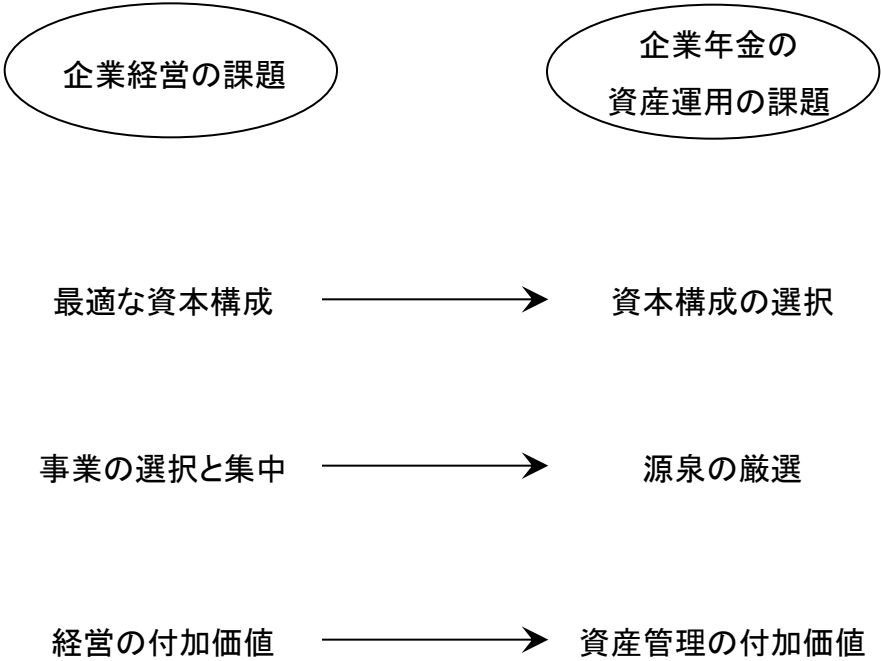 企業経営の課題
企業年金の
資産運用の課題
最適な資本構成
資本構成の選択
事業の選択と集中
源泉の厳選
経営の付加価値
資産管理の付加価値